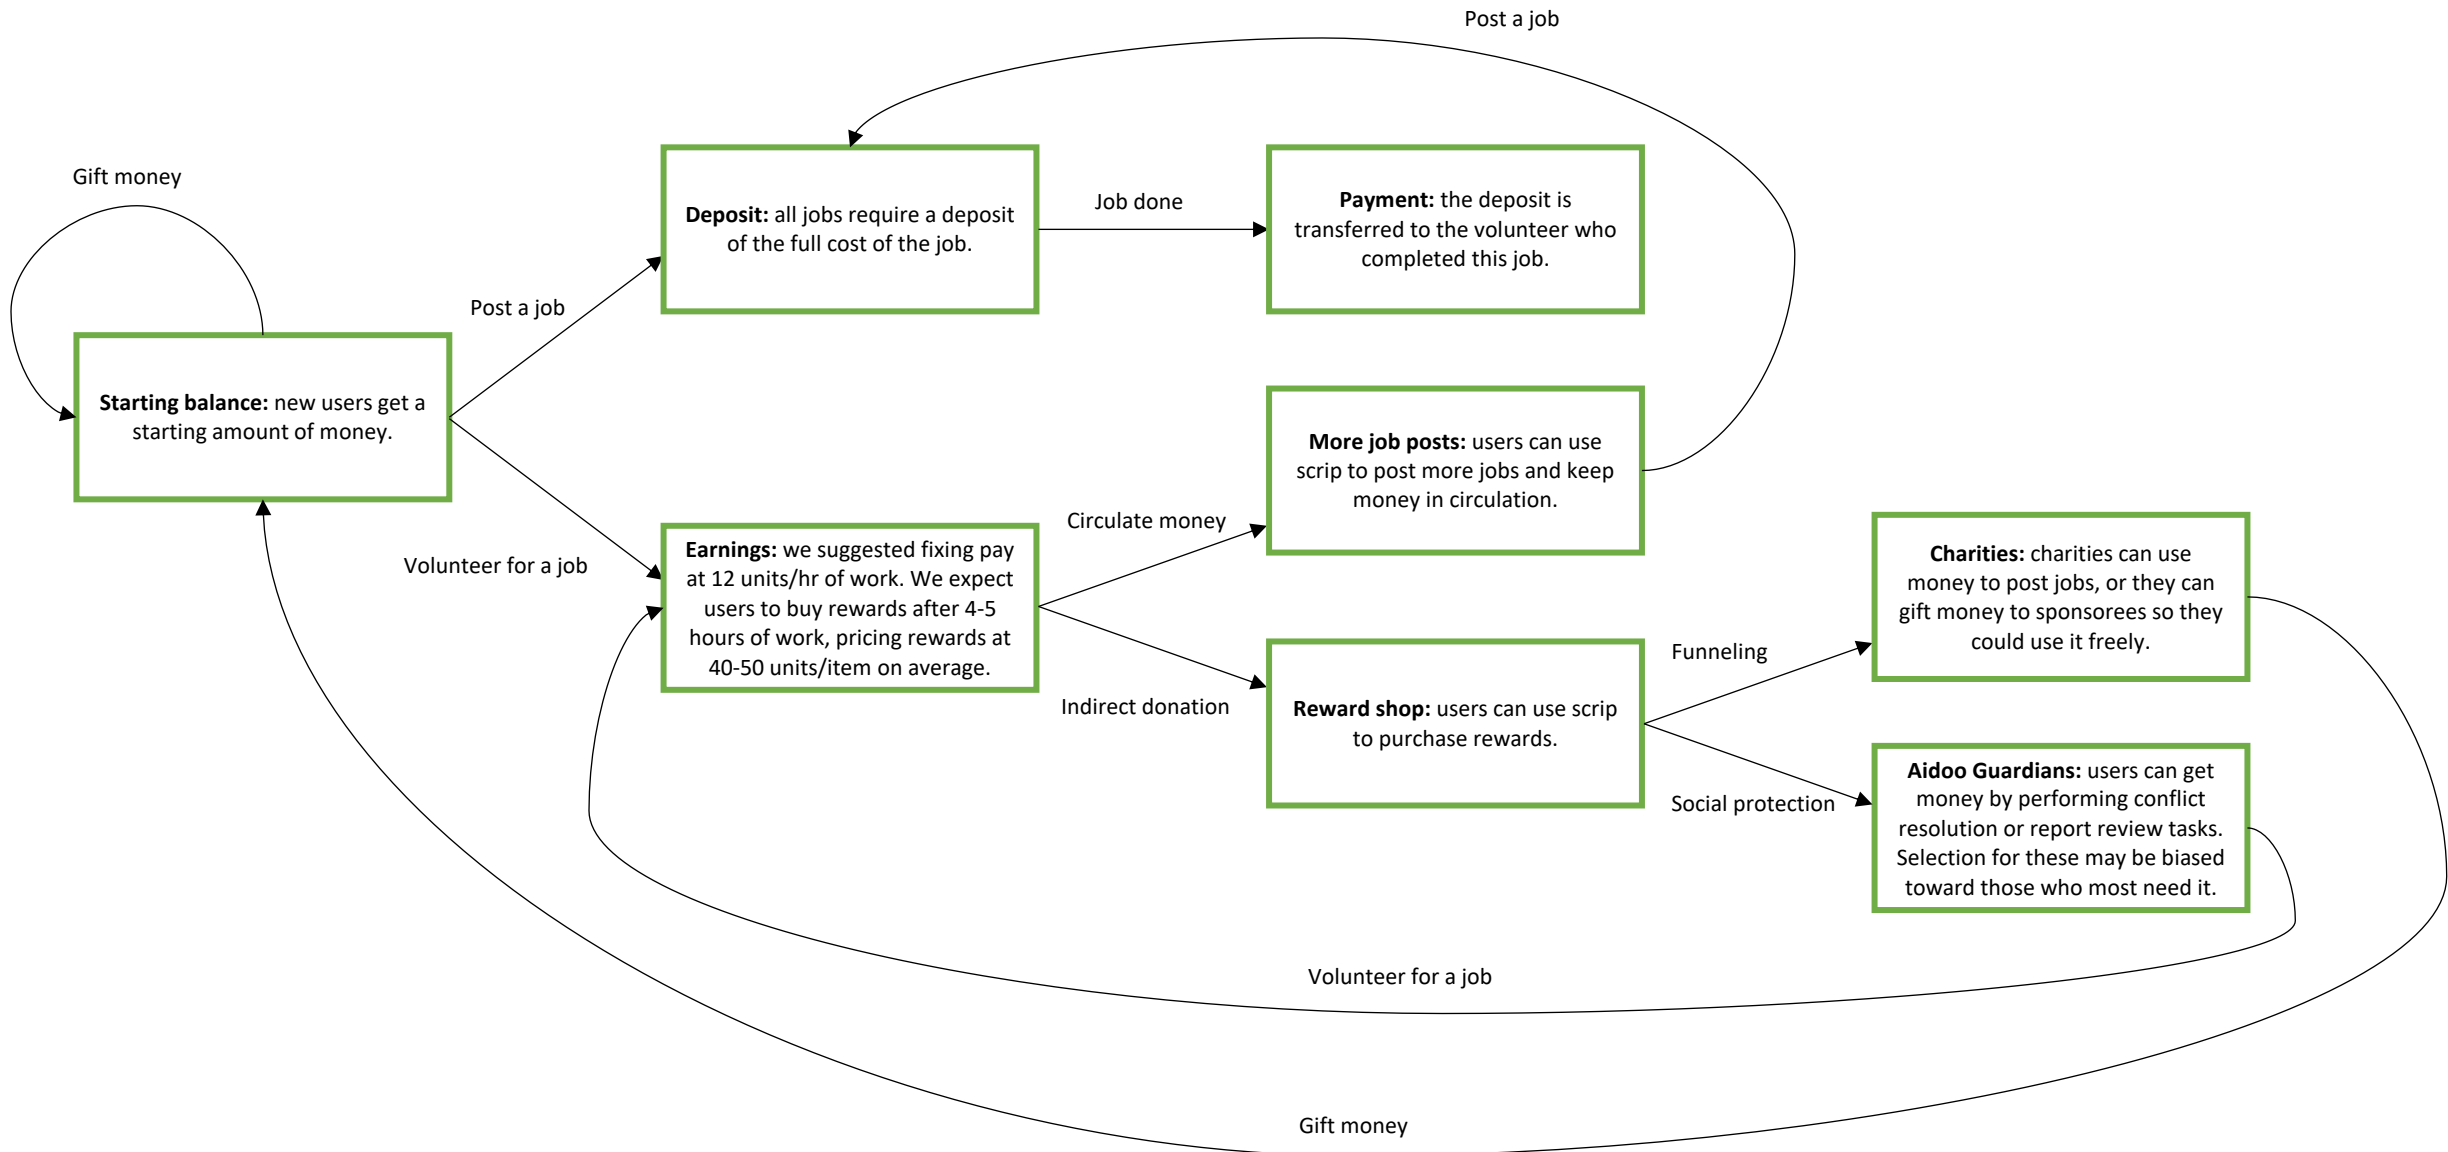 Post a job
Gift money
Deposit: all jobs require a deposit
of the full cost of the job.
Job done
Payment: the deposit is
transferred to the volunteer who
completed this job.
Post a job
Starting balance: new users get a
starting amount of money.
More job posts: users can use
scrip to post more jobs and keep
money in circulation.
Circulate money
Volunteer for a job
Earnings: we suggested fixing pay
at 12 units/hr of work. We expect
users to buy rewards after 4-5
hours of work, pricing rewards at
40-50 units/item on average.
Charities: charities can use
money to post jobs, or they can
gift money to sponsorees so they
could use it freely.
Funneling
Indirect donation
Reward shop: users can use scrip
to purchase rewards.
Social protection
Aidoo Guardians: users can get
money by performing conflict
resolution or report review tasks.
Selection for these may be biased
toward those who most need it.
Volunteer for a job
Gift money